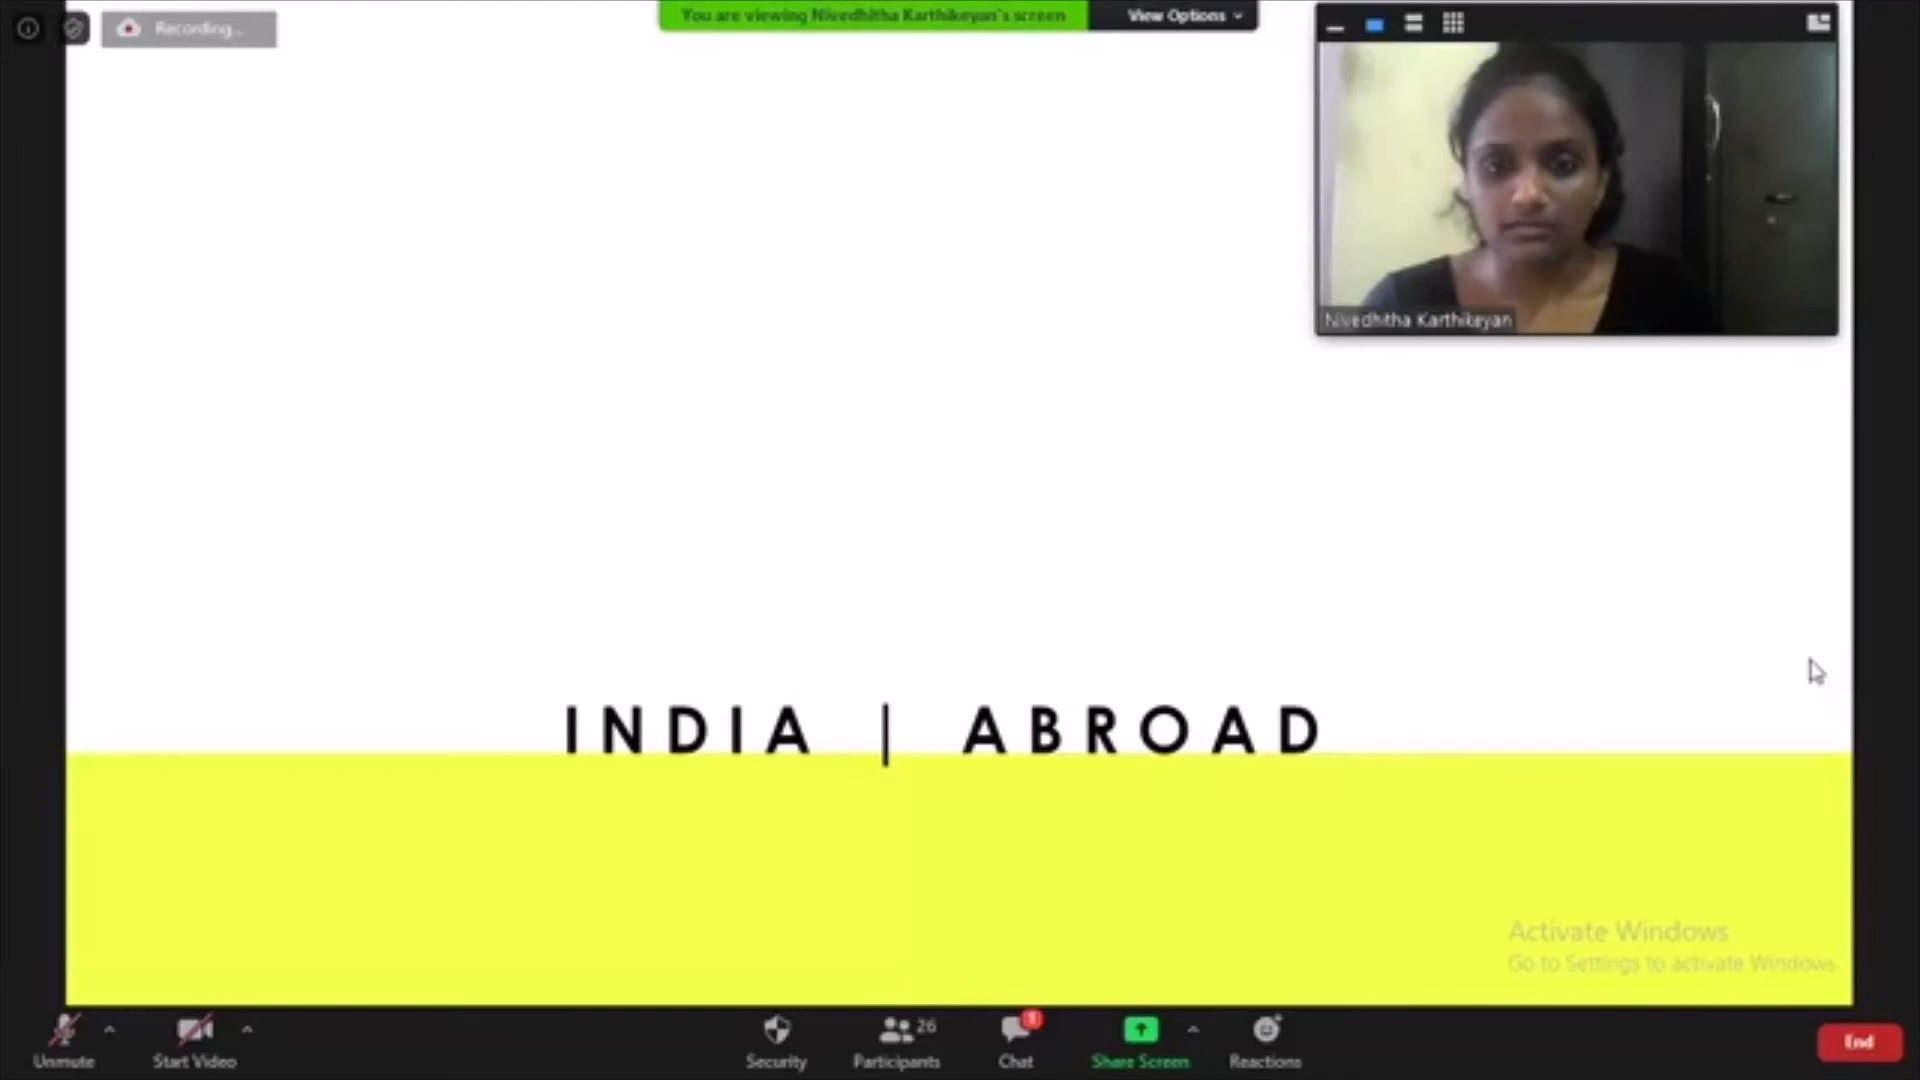 Recording...
You are viewing Nivedhitha Karthikeyan's screen
View Options
Nivedhitha Karthikeyan
INDIA | ABROAD
Activate Windows
Go to Settings to activate Windows.
Unmute
Start Video
Security
26
Participants
1
Chat
Share Screen
Reactions
End